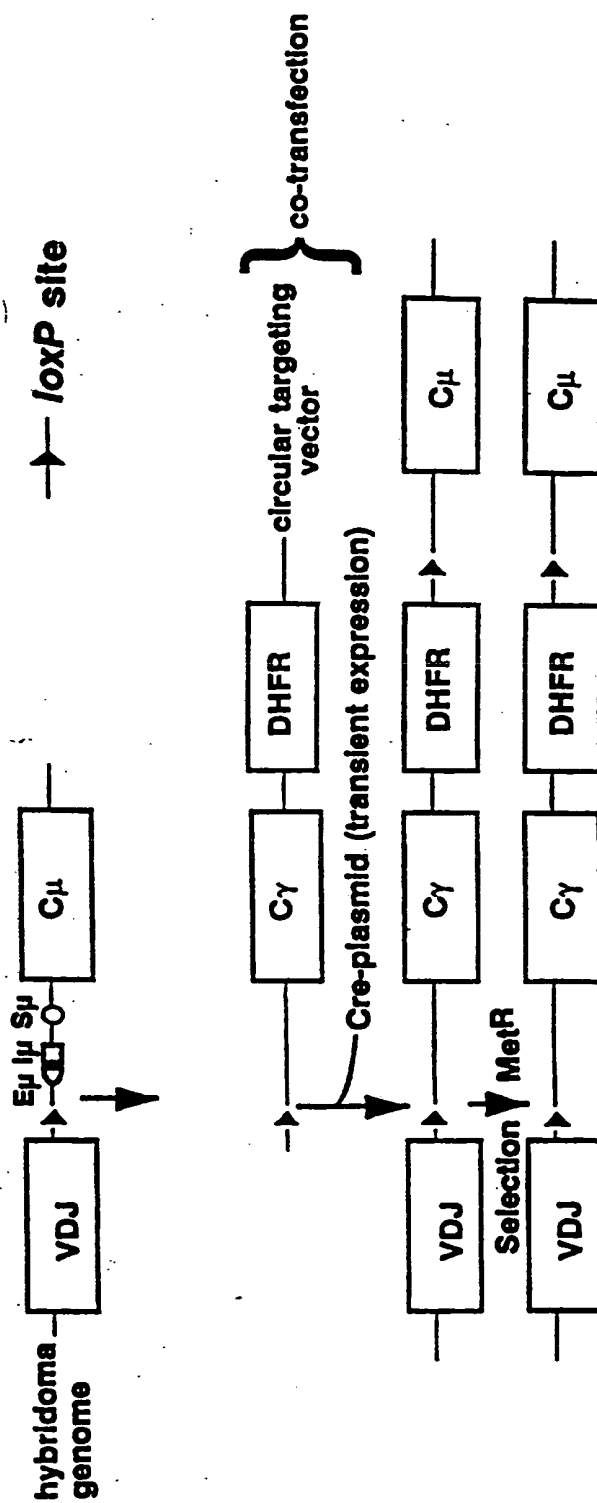 loxP site
hybridoma
genome
VDJ
Eμ Iμ Sμ
Cμ
Cγ
DHFR
circular targeting
vector
co-transfection
Cre-plasmid (transient expression)
VDJ
Cγ
DHFR
Cμ
Selection MetR
VDJ
Cγ
DHFR
Cμ